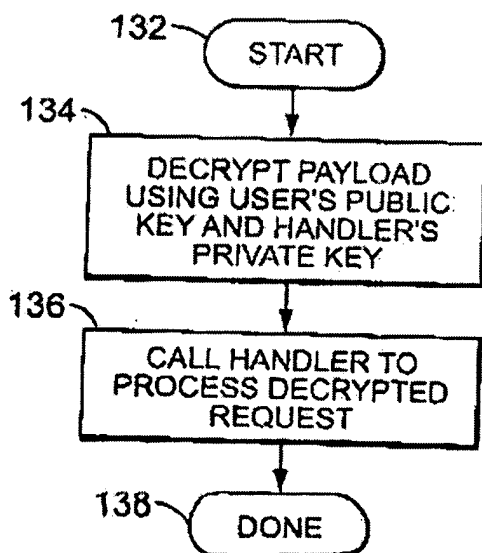 132
START
134
DECRYPT PAYLOAD
USING USER'S PUBLIC
KEY AND HANDLER'S
PRIVATE KEY
136
CALL HANDLER TO
PROCESS DECRYPTED
REQUEST
138
DONE